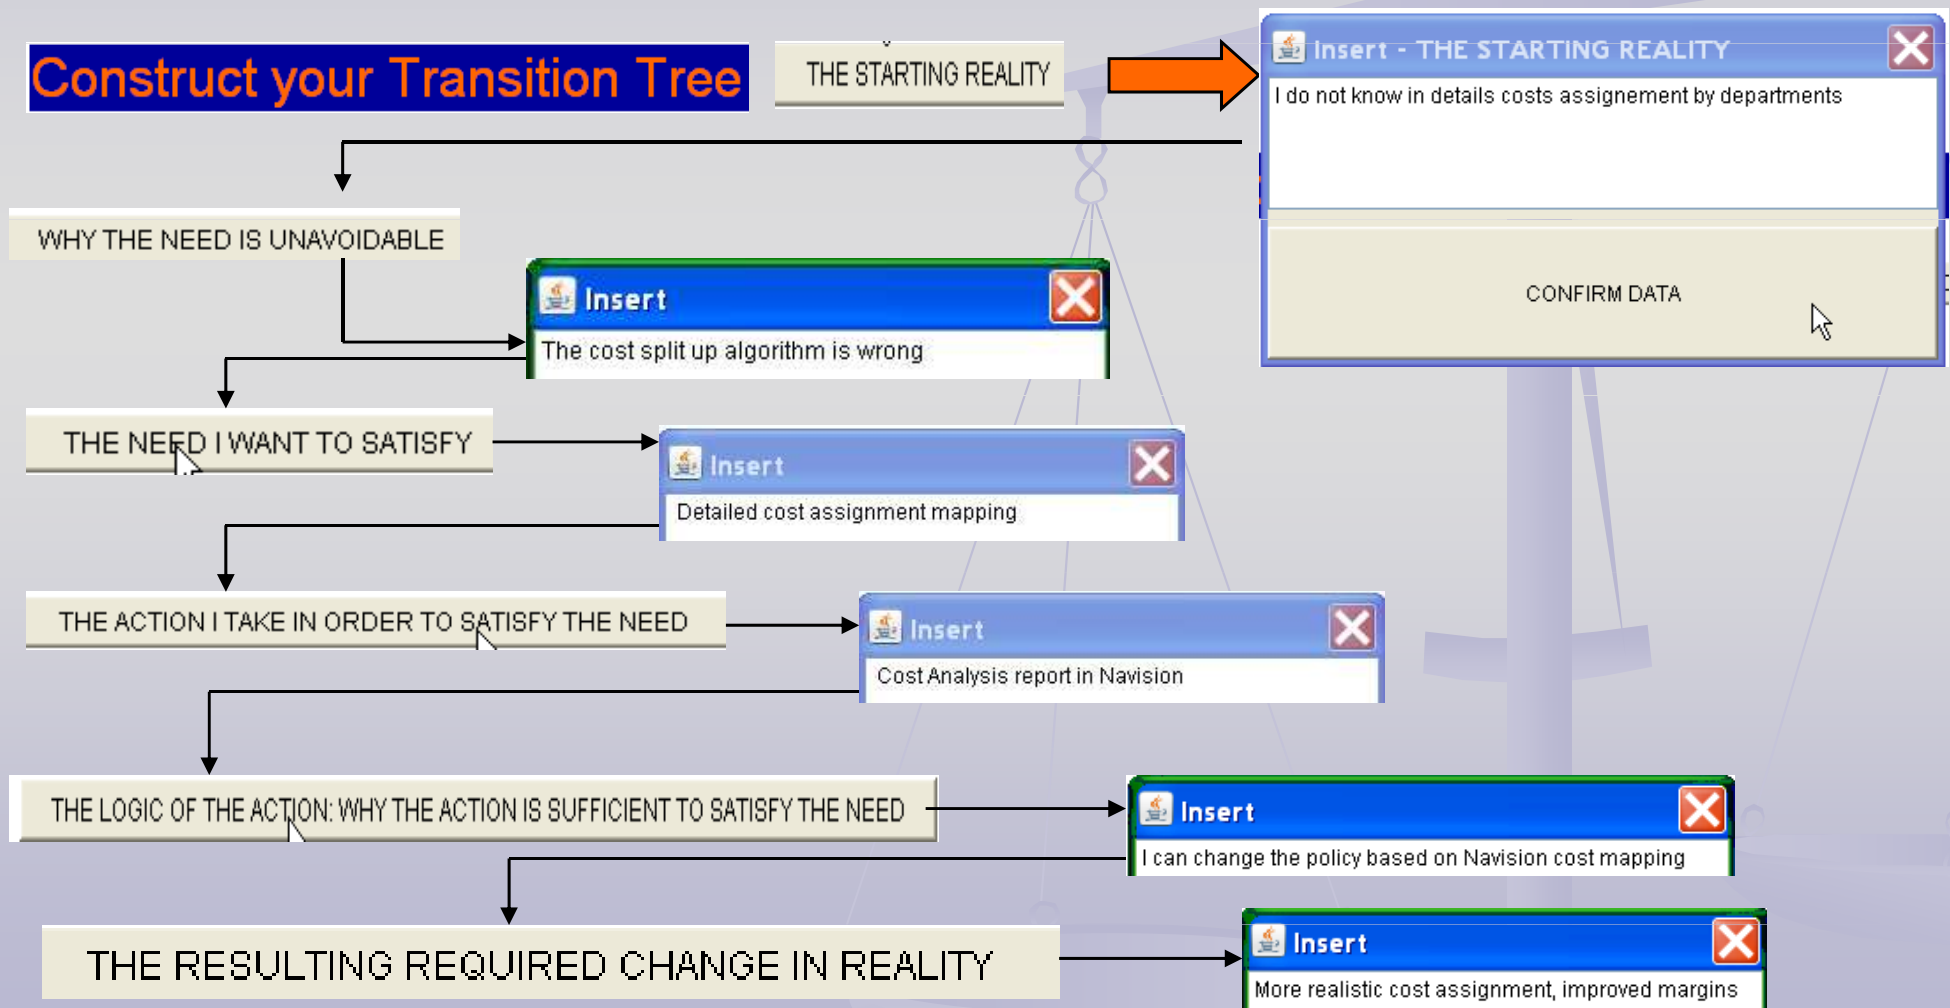 Construct your Transition Tree
THE STARTING REALITY
Insert - THE STARTING REALITY
I do not know in details costs assignement by departments
CONFIRM DATA
WHY THE NEED IS UNAVOIDABLE
Insert
The cost split up algorithm is wrong
THE NEED I WANT TO SATISFY
Insert
Detailed cost assignment mapping
THE ACTION I TAKE IN ORDER TO SATISFY THE NEED
Insert
Cost Analysis report in Navision
THE LOGIC OF THE ACTION: WHY THE ACTION IS SUFFICIENT TO SATISFY THE NEED
Insert
I can change the policy based on Navision cost mapping
THE RESULTING REQUIRED CHANGE IN REALITY
Insert
More realistic cost assignment, improved margins